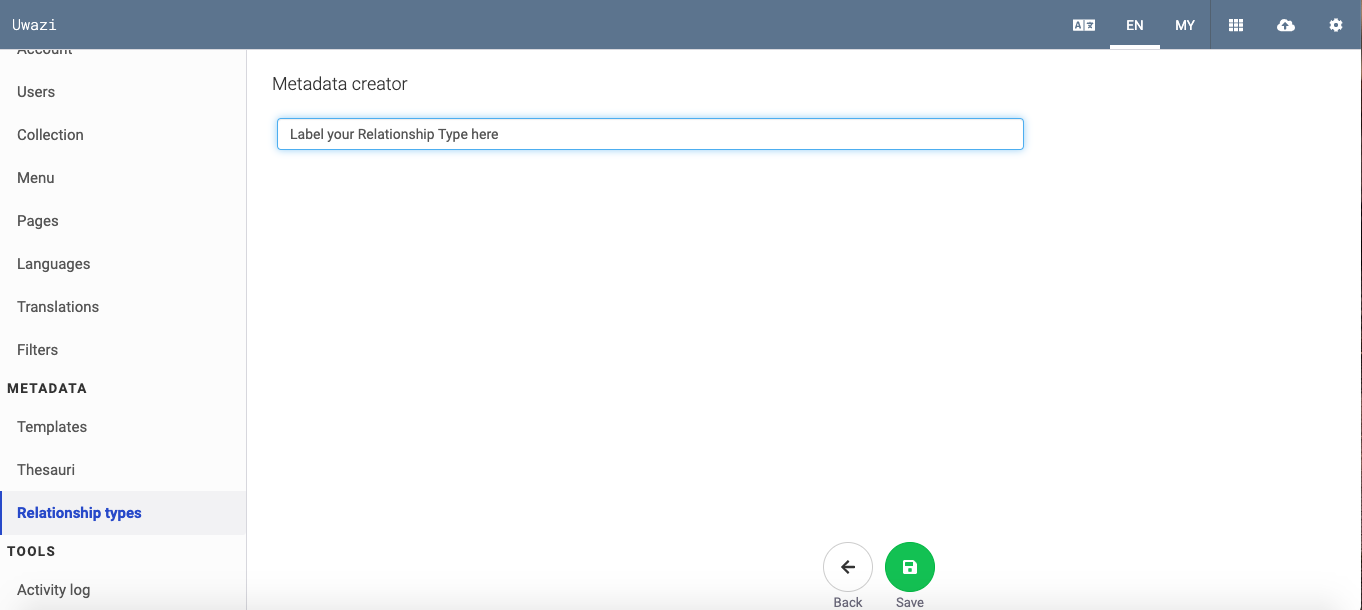 Uwazi
EN
MY
Account
Users
Collection
Menu
Pages
Languages
Translations
Filters
METADATA
Templates
Thesauri
Relationship types
TOOLS
Activity log
Metadata creator
Label your Relationship Type here
Back
Save